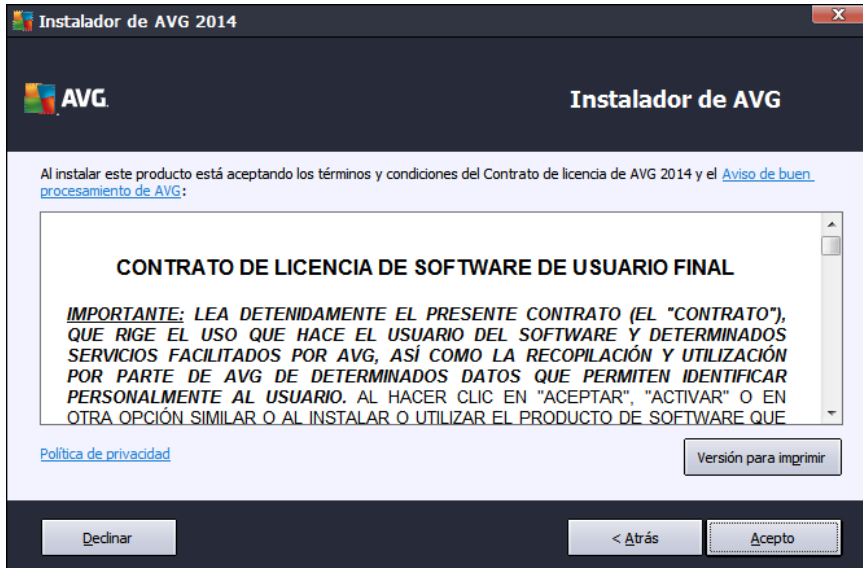 Instalador de AVG 2014
X
AVG.
Instalador de AVG
Al instalar este producto está aceptando los términos y condiciones del Contrato de licencia de AVG 2014 y el Aviso de buen
procesamiento de AVG:
CONTRATO DE LICENCIA DE SOFTWARE DE USUARIO FINAL
IMPORTANTE: LEA DETENIDAMENTE EL PRESENTE CONTRATO (EL "CONTRATO"),
QUE RIGE EL USO QUE HACE EL USUARIO DEL SOFTWARE Y DETERMINADOS
SERVICIOS FACILITADOS POR AVG, ASÍ COMO LA RECOPILACIÓN Y UTILIZACIÓN
POR PARTE DE AVG DE DETERMINADOS DATOS QUE PERMITEN IDENTIFICAR
PERSONALMENTE AL USUARIO. AL HACER CLIC EN "ACEPTAR", "ACTIVAR" O EN
OTRA OPCIÓN SIMILAR O AL INSTALAR O UTILIZAR EL PRODUCTO DE SOFTWARE QUE
Política de privacidad
Versión para imprimir
Declinar
< Atrás
Acepto